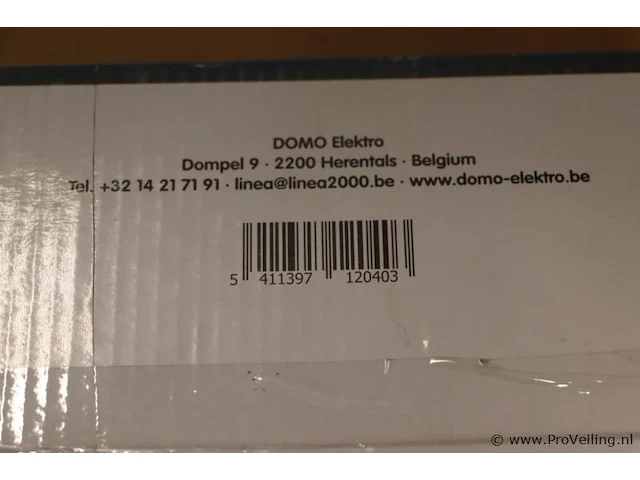 DOMO Elektro
Dompel 9 · 2200 Herentals · Belgium
Tel. +32 14 21 71 91 · linea@linea2000.be · www.domo-elektro.be
5 411397 120403
© www.ProVeiling.nl